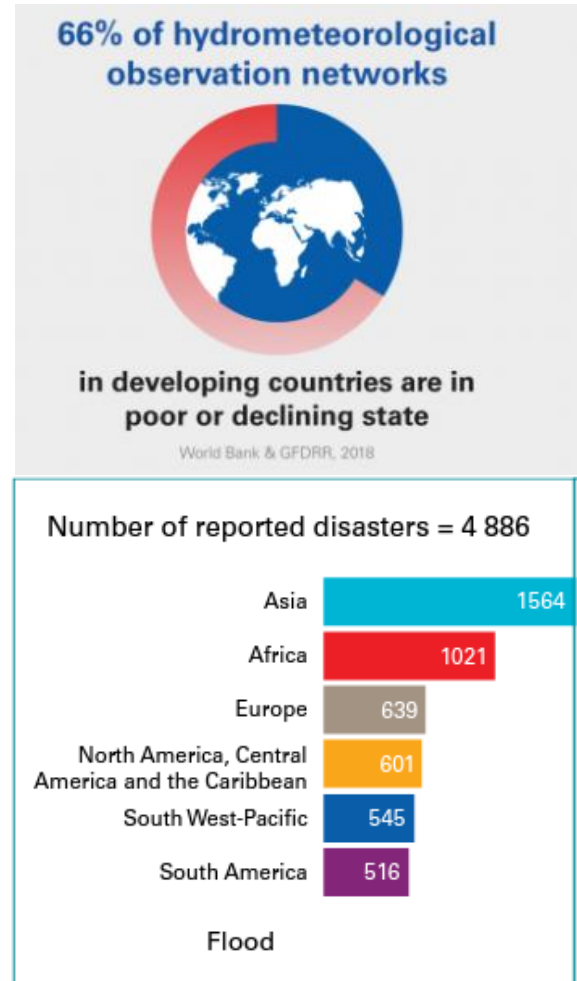 66% of hydrometeorological
observation networks
in developing countries are in
poor or declining state
World Bank & GFDRR, 2018
Number of reported disasters = 4 886
Asia 1564
Africa 1021
Europe 639
North America, Central
America and the Caribbean 601
South West-Pacific 545
South America 516
Flood